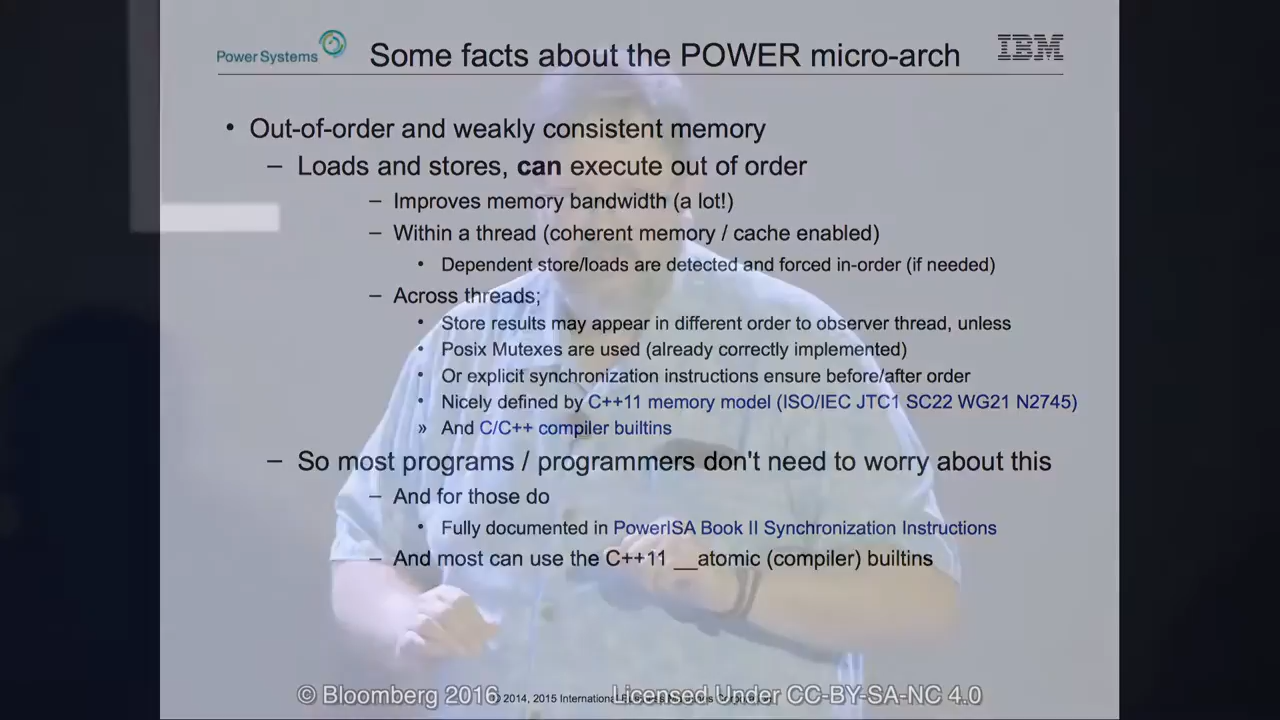 Power Systems
Some facts about the POWER micro-arch
IBM
• Out-of-order and weakly consistent memory
– Loads and stores, can execute out of order
– Improves memory bandwidth (a lot!)
– Within a thread (coherent memory / cache enabled)
• Dependent store/loads are detected and forced in-order (if needed)
– Across threads;
• Store results may appear in different order to observer thread, unless
• Posix Mutexes are used (already correctly implemented)
• Or explicit synchronization instructions ensure before/after order
• Nicely defined by C++11 memory model (ISO/IEC JTC1 SC22 WG21 N2745)
» And C/C++ compiler builtins
– So most programs / programmers don't need to worry about this
– And for those do
• Fully documented in PowerISA Book II Synchronization Instructions
– And most can use the C++11 __atomic (compiler) builtins
© Bloomberg 2016
© 2014, 2015 International
Licensed Under CC-BY-SA-NC 4.0